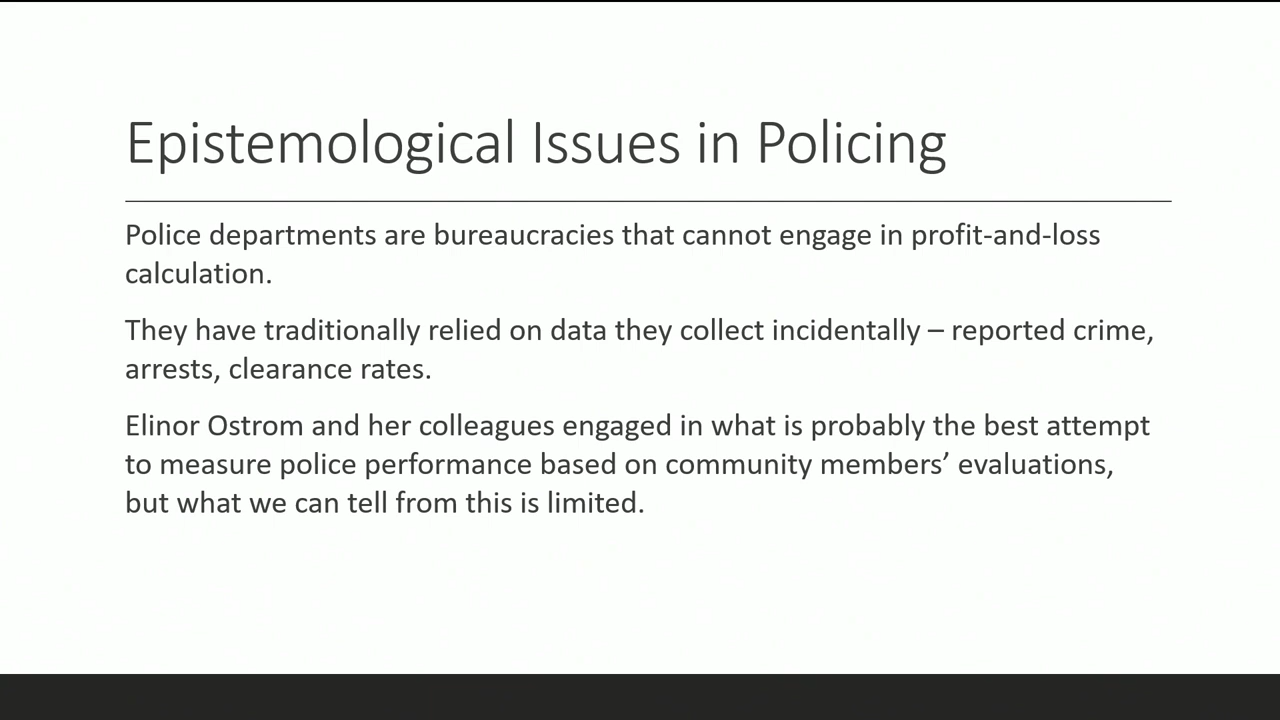 Epistemological Issues in Policing
Police departments are bureaucracies that cannot engage in profit-and-loss
calculation.
They have traditionally relied on data they collect incidentally – reported crime,
arrests, clearance rates.
Elinor Ostrom and her colleagues engaged in what is probably the best attempt
to measure police performance based on community members’ evaluations,
but what we can tell from this is limited.